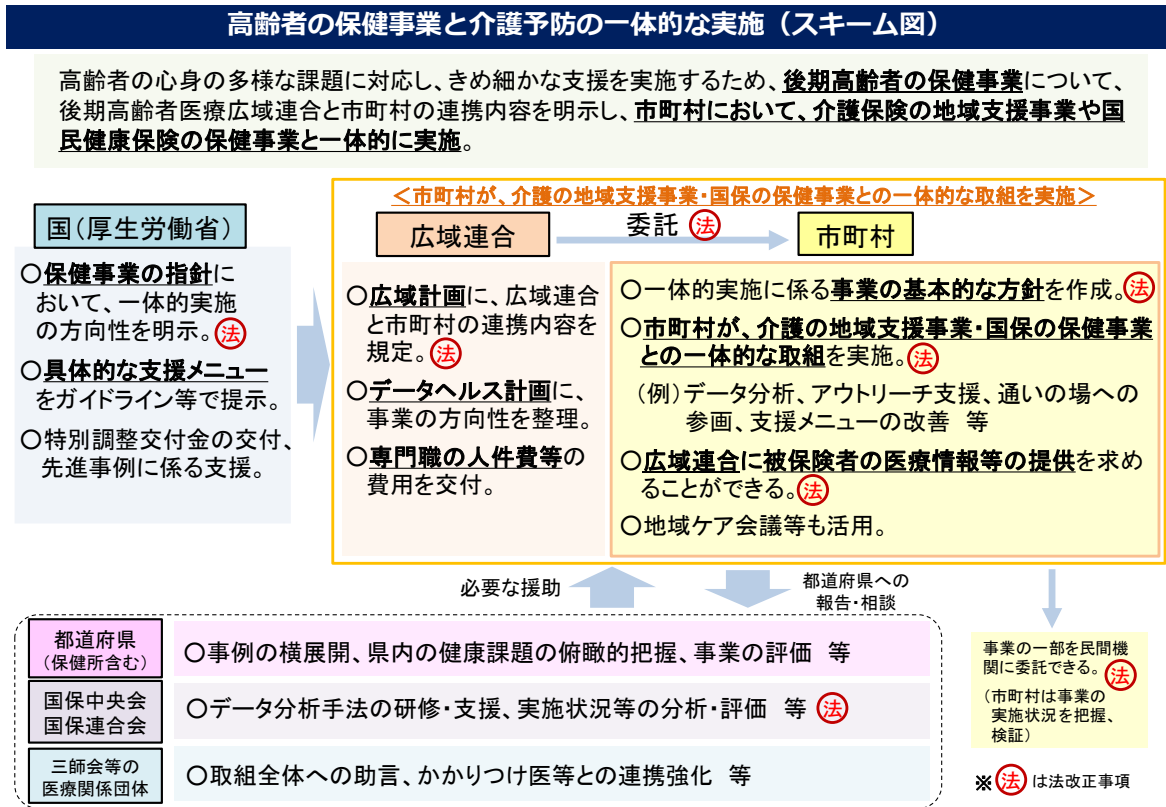 高齢者の保健事業と介護予防の一体的な実施（スキーム図）
高齢者の心身の多様な課題に対応し、きめ細かな支援を実施するため、後期高齢者の保健事業について、
後期高齢者医療広域連合と市町村の連携内容を明示し、市町村において、介護保険の地域支援事業や国
民健康保険の保健事業と一体的に実施。
＜市町村が、介護の地域支援事業・国保の保健事業との一体的な取組を実施＞
国（厚生労働省）
○保健事業の指針に
おいて、一体的実施
の方向性を明示。法
○具体的な支援メニュー
をガイドライン等で提示。
○特別調整交付金の交付、
先進事例に係る支援。
広域連合
委託 法
市町村
○広域計画に、広域連合
と市町村の連携内容を
規定。法
○データヘルス計画に、
事業の方向性を整理。
○専門職の人件費等の
費用を交付。
○一体的実施に係る事業の基本的な方針を作成。法
○市町村が、介護の地域支援事業・国保の保健事業
との一体的な取組を実施。法
（例）データ分析、アウトリーチ支援、通いの場への
参画、支援メニューの改善　等
○広域連合に被保険者の医療情報等の提供を求め
ることができる。法
○地域ケア会議等も活用。
必要な援助
都道府県への
報告・相談
都道府県
（保健所含む）
○事例の横展開、県内の健康課題の俯瞰的把握、事業の評価　等
国保中央会
国保連合会
○データ分析手法の研修・支援、実施状況等の分析・評価　等 法
三師会等の
医療関係団体
○取組全体への助言、かかりつけ医等との連携強化　等
事業の一部を民間機
関に委託できる。法
（市町村は事業の
実施状況を把握、
検証）
※ 法 は法改正事項